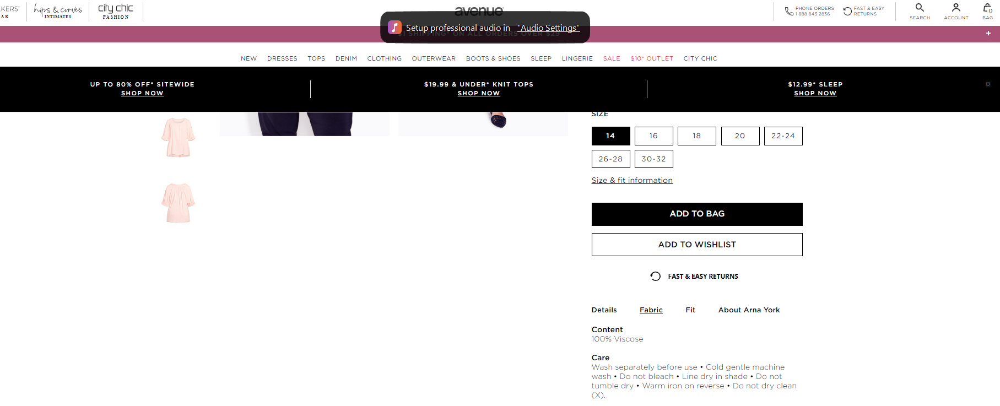 KERS®
AR
hips & curves
INTIMATES
city chic
FASHION
avenue®
PHONE ORDERS
1 888 843 2836
FAST & EASY
RETURNS
SEARCH
ACCOUNT
0
BAG
Setup professional audio in "Audio Settings"
$1 SHIPPING* ON ALL ORDERS OVER $29
+
NEW DRESSES TOPS DENIM CLOTHING OUTERWEAR BOOTS & SHOES SLEEP LINGERIE SALE $10* OUTLET CITY CHIC
UP TO 80% OFF* SITEWIDE
SHOP NOW
$19.99 & UNDER* KNIT TOPS
SHOP NOW
$12.99* SLEEP
SHOP NOW
SIZE
14 16 18 20 22-24
26-28 30-32
Size & fit information
ADD TO BAG
ADD TO WISHLIST
FAST & EASY RETURNS
Details Fabric Fit About Arna York
Content
100% Viscose
Care
Wash separately before use • Cold gentle machine
wash • Do not bleach • Line dry in shade • Do not
tumble dry • Warm iron on reverse • Do not dry clean
(X).